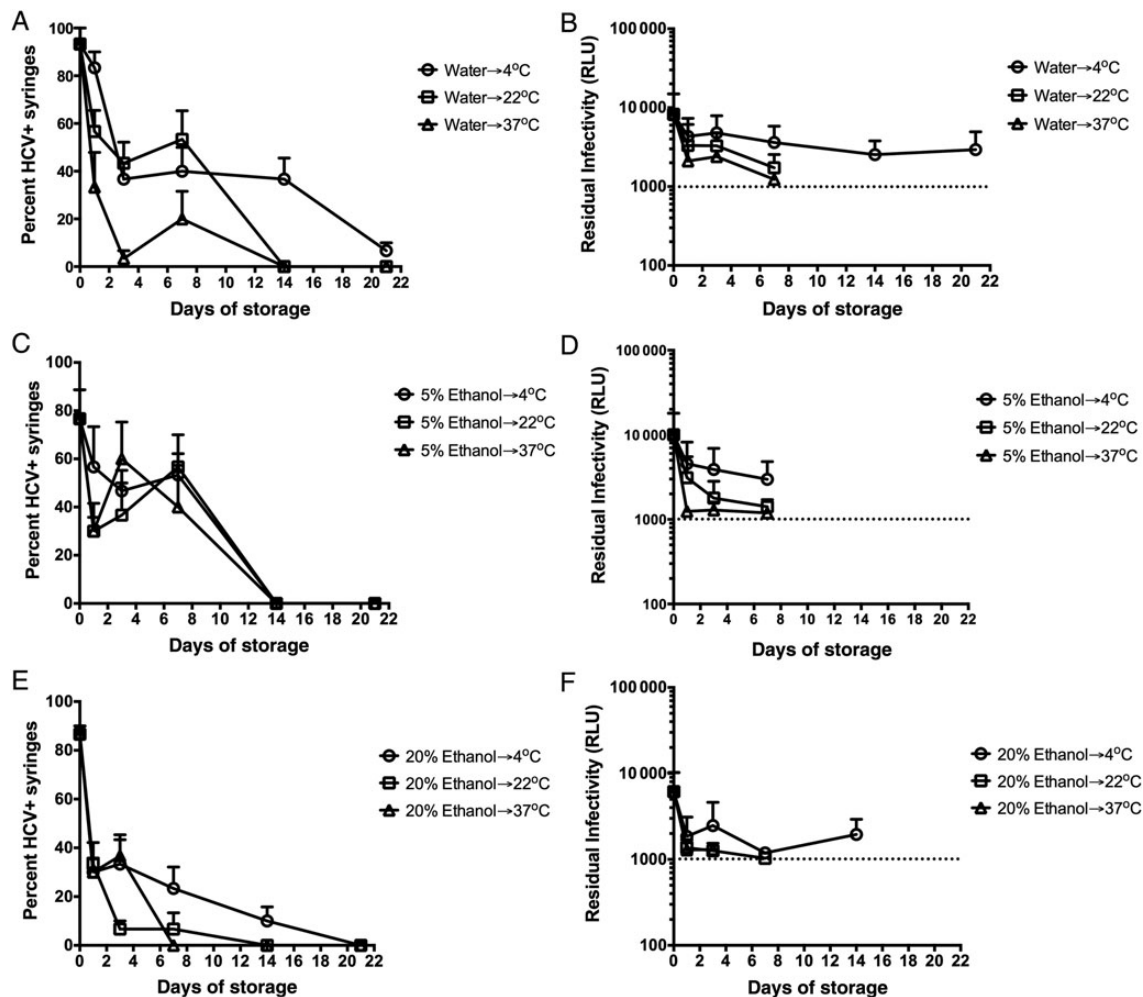 A
Percent HCV+ syringes
100
80
60
40
20
0
0 2 4 6 8 10 12 14 16 18 20 22
Days of storage
Water→4°C
Water→22°C
Water→37°C
B
Residual Infectivity (RLU)
100 000
10 000
1000
100
0 2 4 6 8 10 12 14 16 18 20 22
Days of storage
Water→4°C
Water→22°C
Water→37°C
C
Percent HCV+ syringes
100
80
60
40
20
0
0 2 4 6 8 10 12 14 16 18 20 22
Days of storage
5% Ethanol→4°C
5% Ethanol→22°C
5% Ethanol→37°C
D
Residual Infectivity (RLU)
100 000
10 000
1000
100
0 2 4 6 8 10 12 14 16 18 20 22
Days of storage
5% Ethanol→4°C
5% Ethanol→22°C
5% Ethanol→37°C
E
Percent HCV+ syringes
100
80
60
40
20
0
0 2 4 6 8 10 12 14 16 18 20 22
Days of storage
20% Ethanol→4°C
20% Ethanol→22°C
20% Ethanol→37°C
F
Residual Infectivity (RLU)
100 000
10 000
1000
100
0 2 4 6 8 10 12 14 16 18 20 22
Days of storage
20% Ethanol→4°C
20% Ethanol→22°C
20% Ethanol→37°C